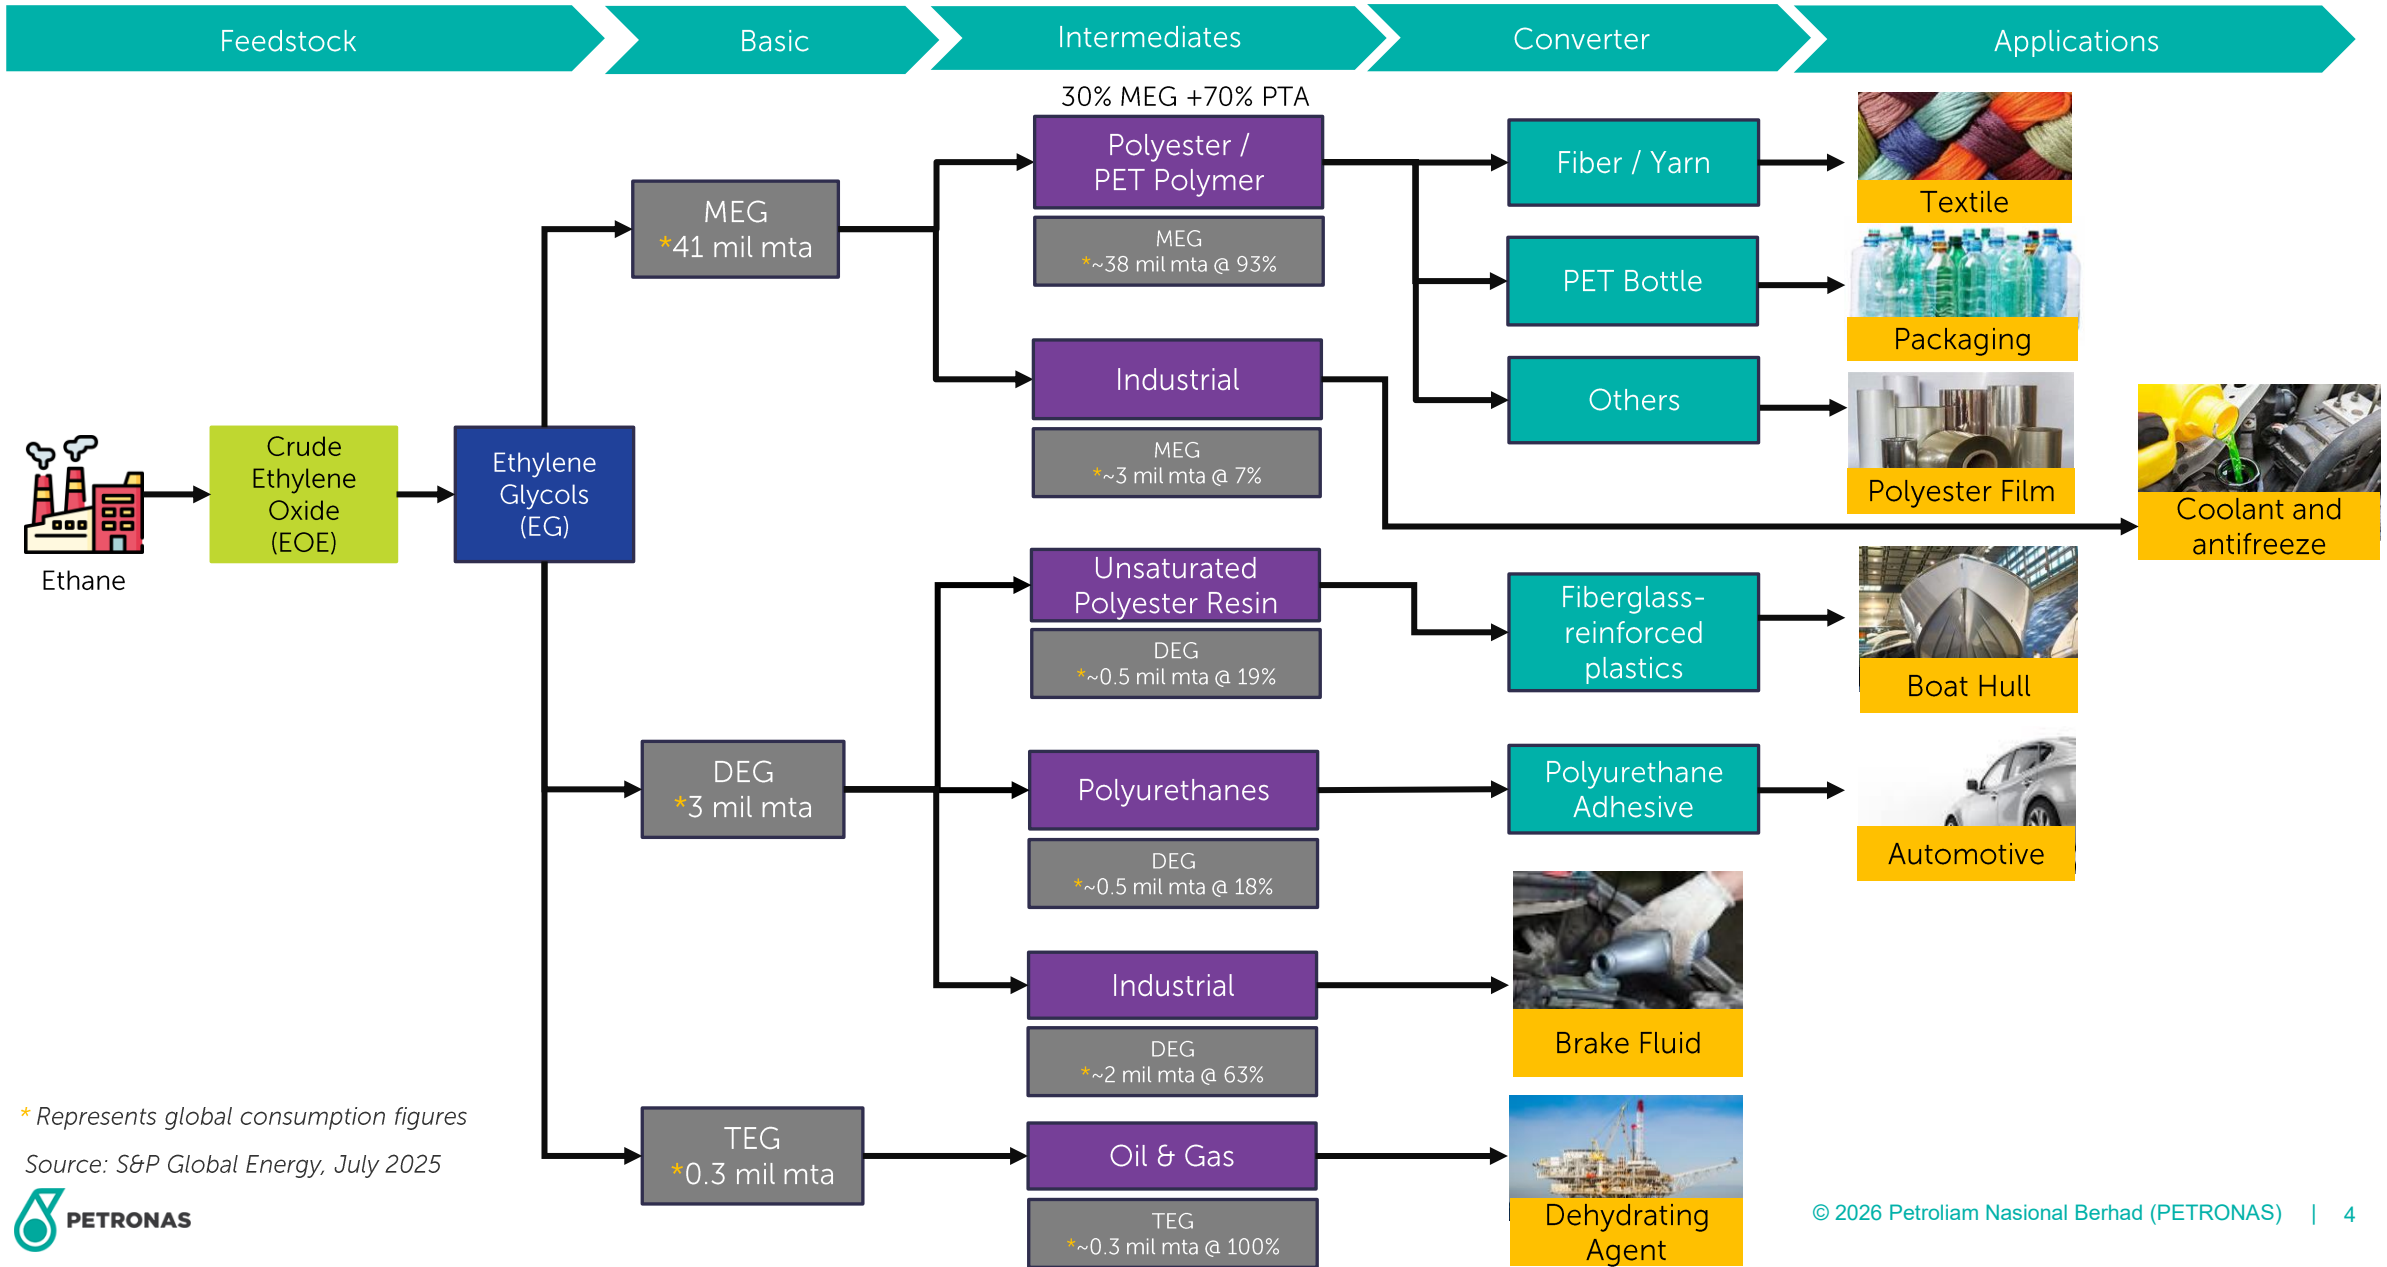 Feedstock
Basic
Intermediates
Converter
Applications
30% MEG +70% PTA
Polyester /
PET Polymer
MEG
*~38 mil mta @ 93%
Fiber / Yarn
Textile
MEG
*41 mil mta
PET Bottle
Packaging
Industrial
MEG
*~3 mil mta @ 7%
Others
Polyester Film
Coolant and
antifreeze
Ethane
Crude
Ethylene
Oxide
(EOE)
Ethylene
Glycols
(EG)
Unsaturated
Polyester Resin
DEG
*~0.5 mil mta @ 19%
Fiberglass-
reinforced
plastics
Boat Hull
DEG
*3 mil mta
Polyurethanes
DEG
*~0.5 mil mta @ 18%
Polyurethane
Adhesive
Automotive
Industrial
DEG
*~2 mil mta @ 63%
Brake Fluid
TEG
*0.3 mil mta
Oil & Gas
TEG
*~0.3 mil mta @ 100%
Dehydrating
Agent
* Represents global consumption figures
Source: S&P Global Energy, July 2025
PETRONAS
© 2026 Petroliam Nasional Berhad (PETRONAS) | 4